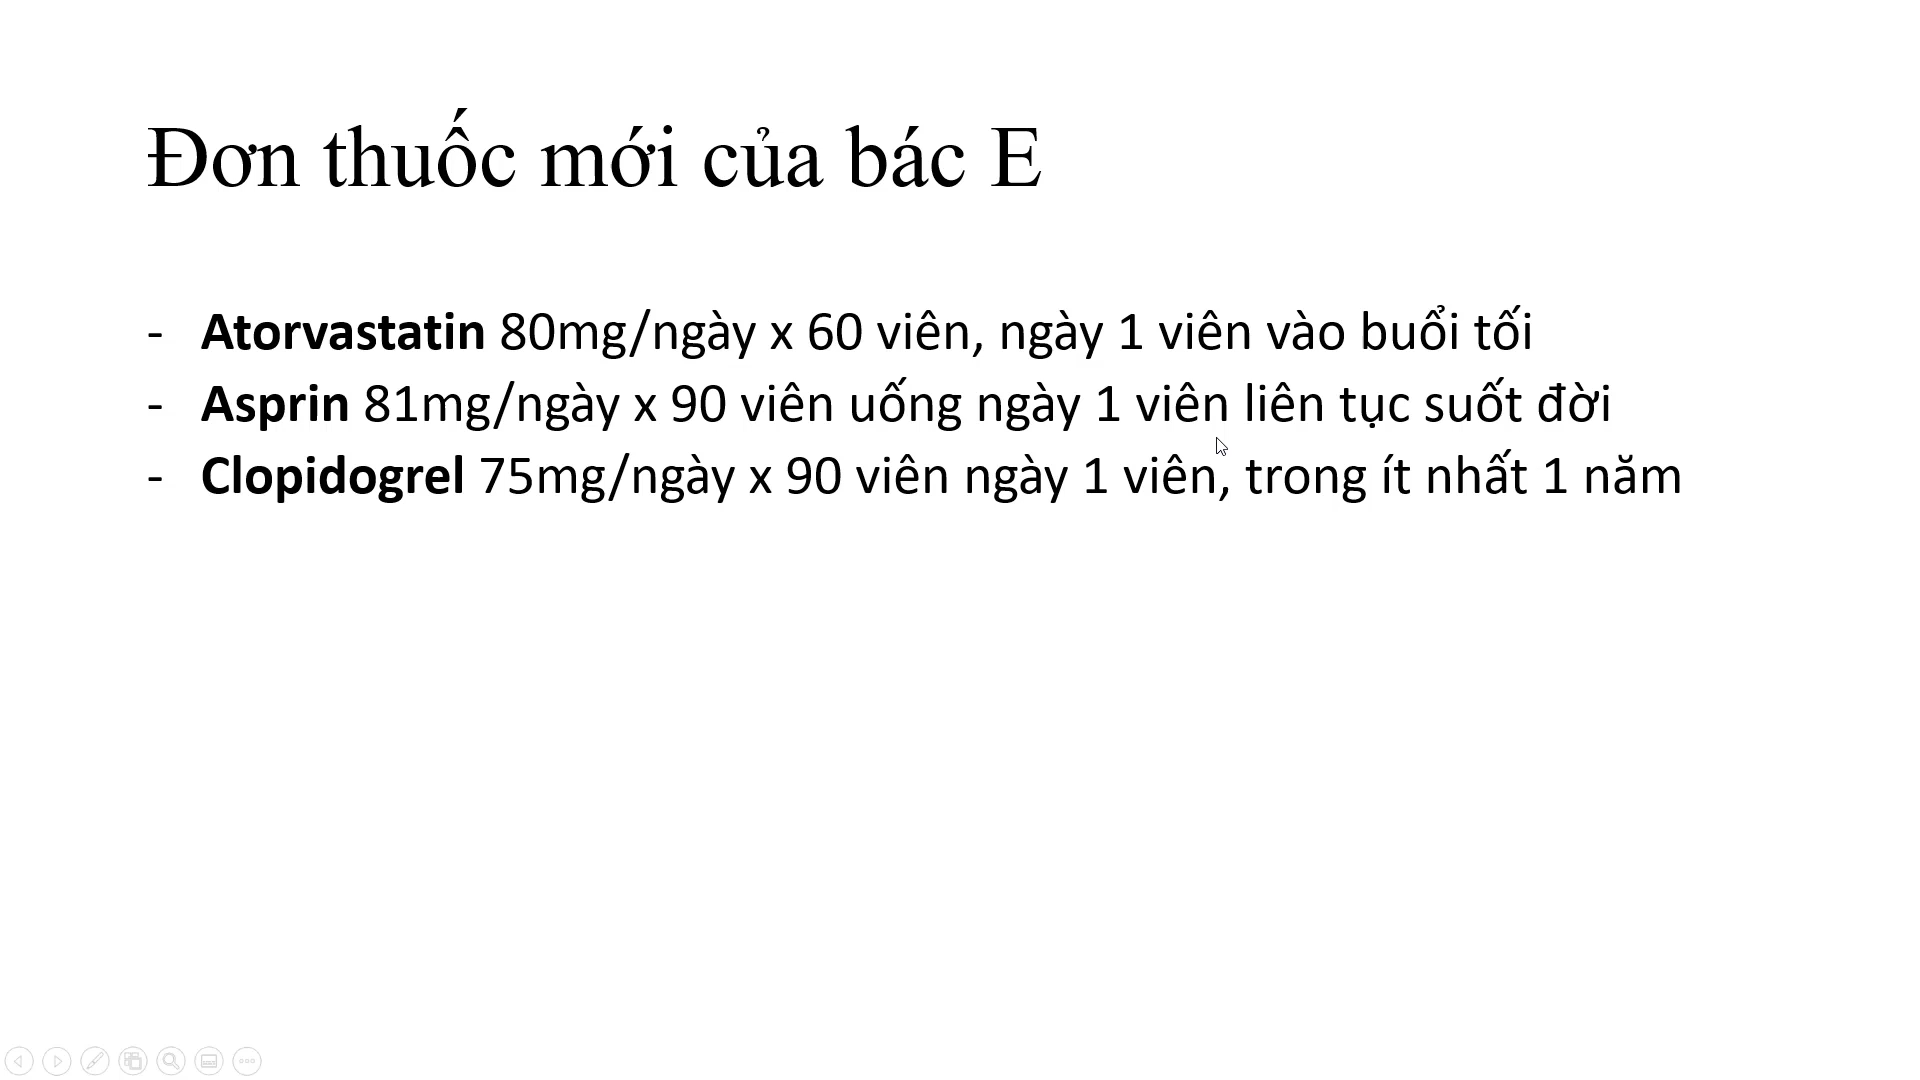 Đơn thuốc mới của bác E
- Atorvastatin 80mg/ngày x 60 viên, ngày 1 viên vào buổi tối
- Asprin 81mg/ngày x 90 viên uống ngày 1 viên liên tục suốt đời
- Clopidogrel 75mg/ngày x 90 viên ngày 1 viên, trong ít nhất 1 năm